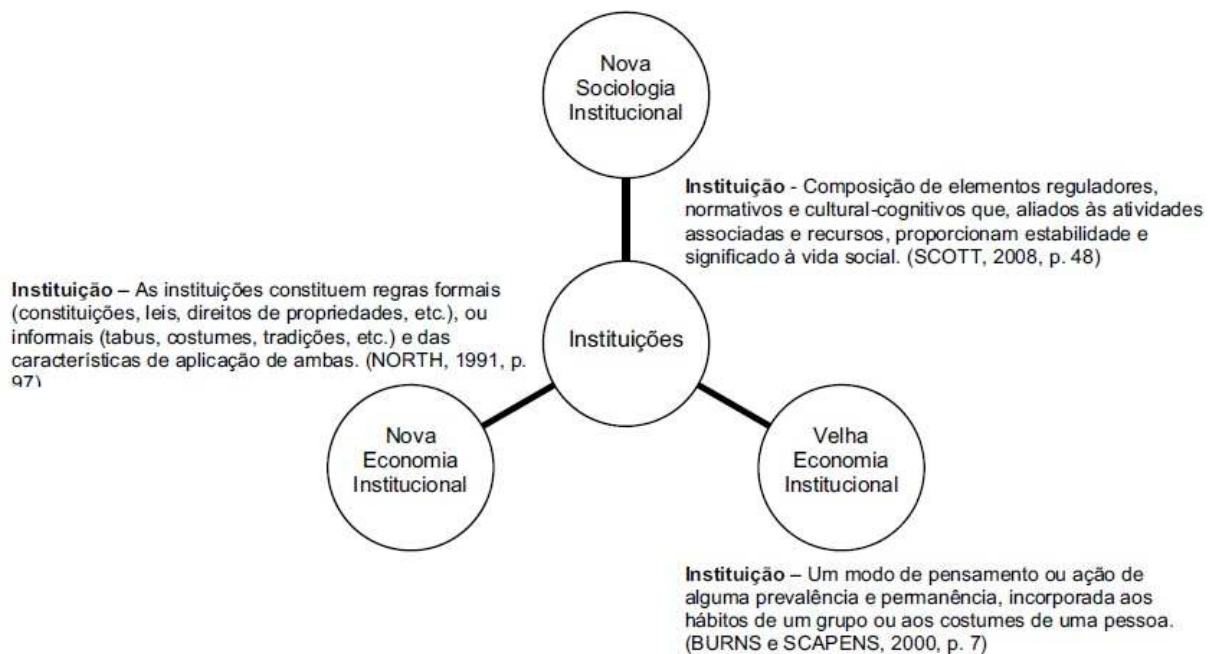 Nova
Sociologia
Institucional
Instituição - Composição de elementos reguladores,
normativos e cultural-cognitivos que, aliados às atividades
associadas e recursos, proporcionam estabilidade e
significado à vida social. (SCOTT, 2008, p. 48)
Instituição – As instituições constituem regras formais
(constituições, leis, direitos de propriedades, etc.), ou
informais (tabus, costumes, tradições, etc.) e das
características de aplicação de ambas. (NORTH, 1991, p.
97)
Instituições
Nova
Economia
Institucional
Velha
Economia
Institucional
Instituição – Um modo de pensamento ou ação de
alguma prevalência e permanência, incorporada aos
hábitos de um grupo ou aos costumes de uma pessoa.
(BURNS e SCAPENS, 2000, p. 7)